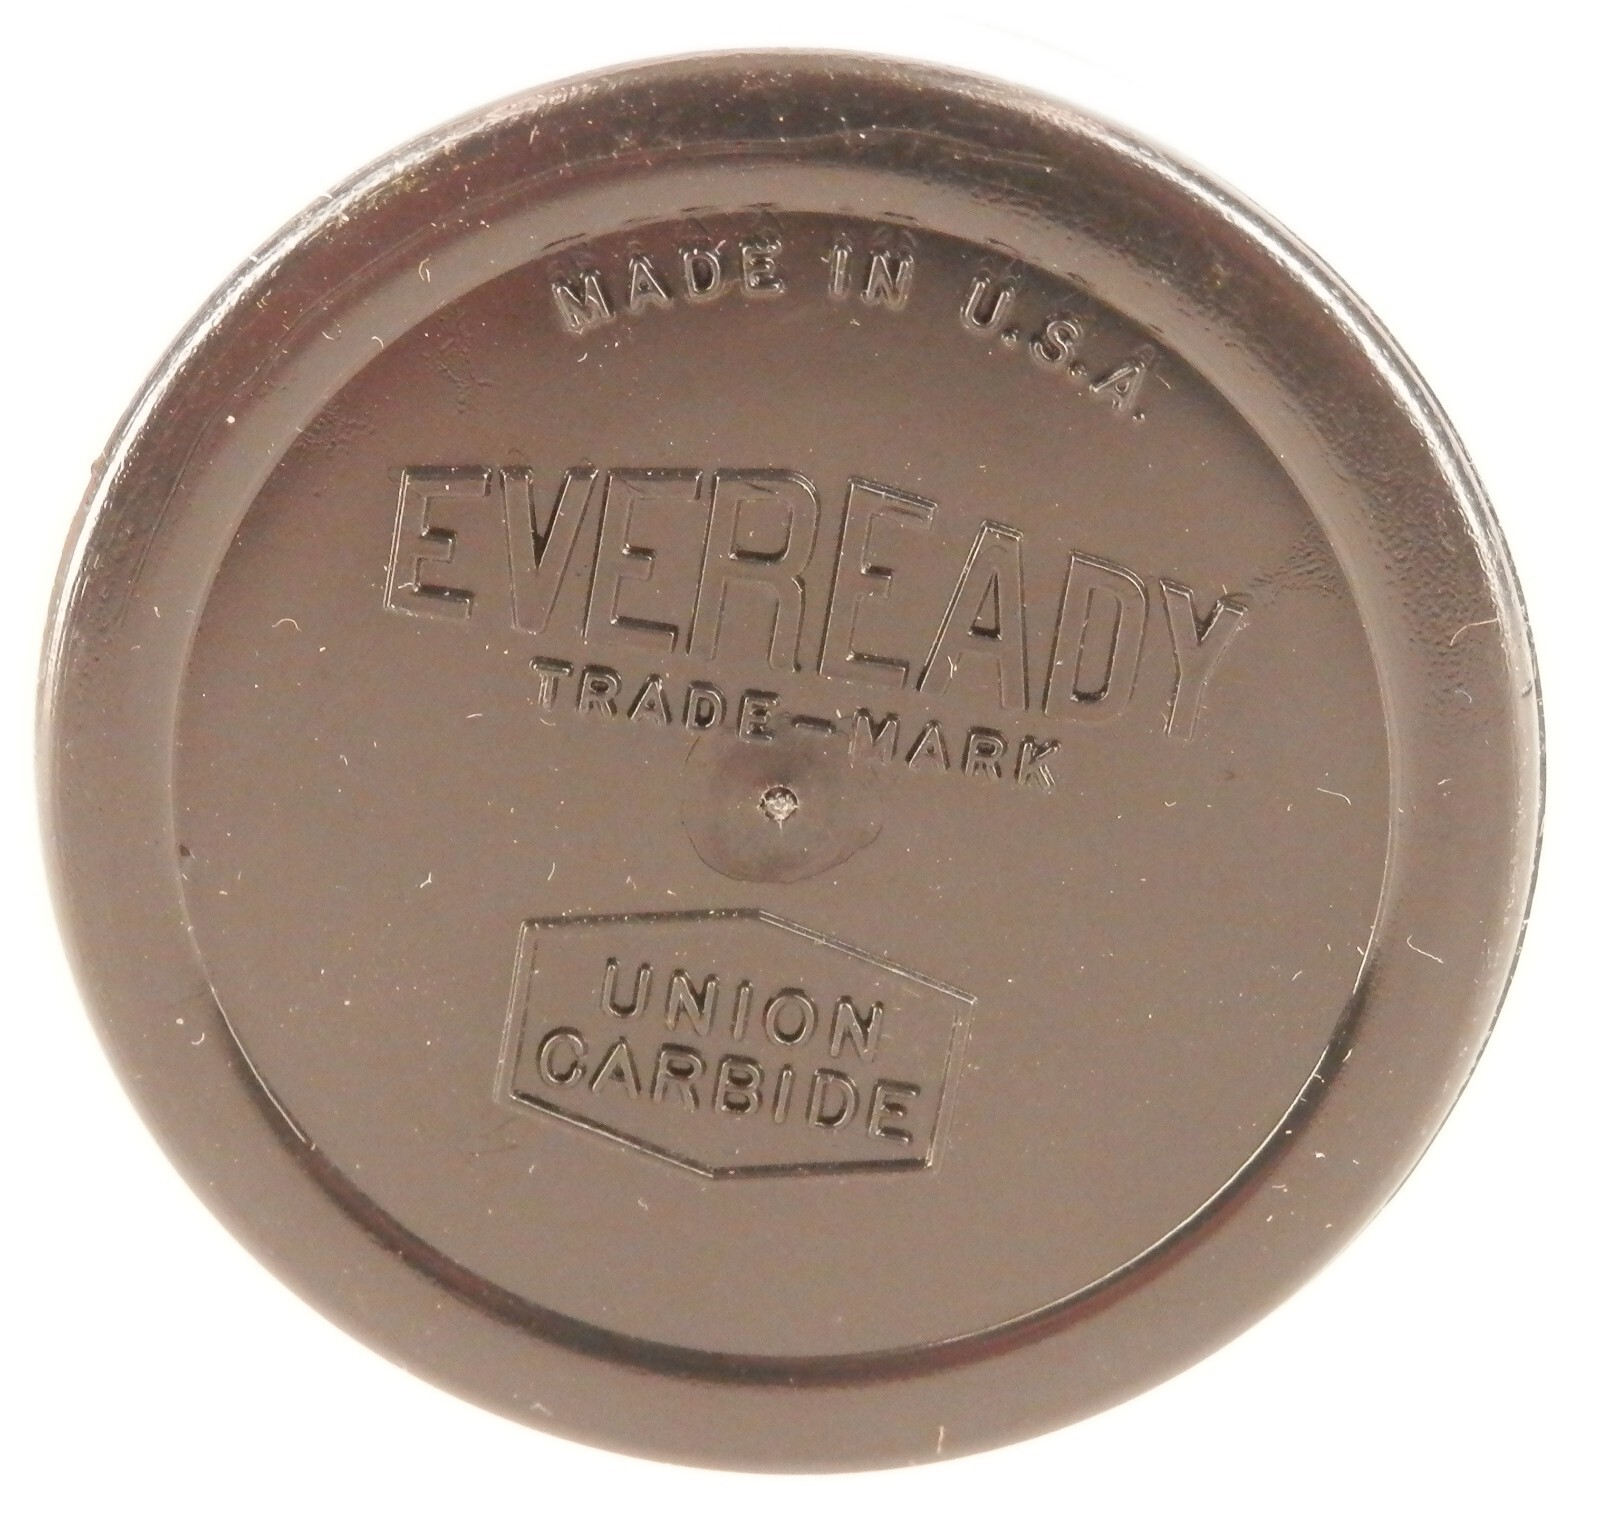 MADE IN U.S.A.
EVEREADY
TRADE-MARK
UNION
CARBIDE